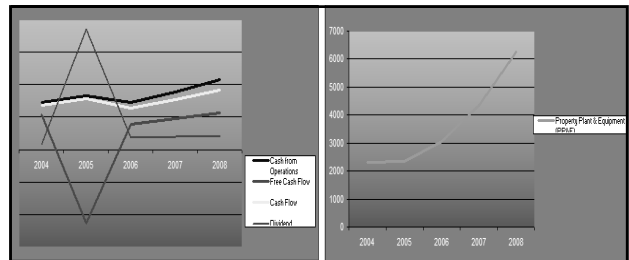 2004 2005 2006 2007 2008
Cash from
Operations
Free Cash Flow
Cash Flow
Dividend
7000
6000
5000
4000
3000
2000
1000
0
2004 2005 2006 2007 2008
Property Plant & Equipment